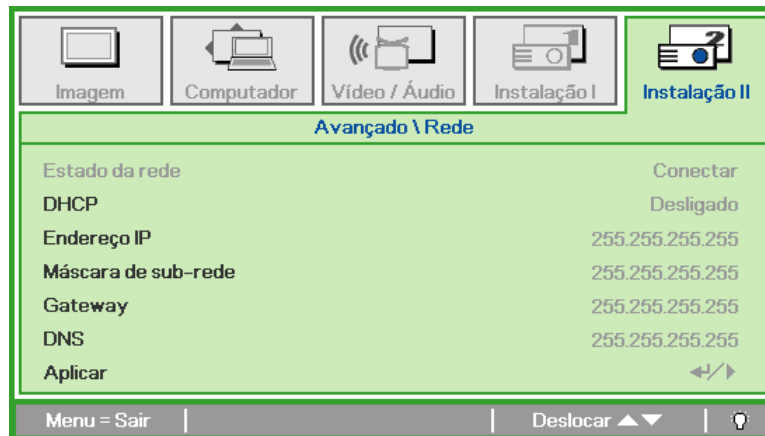 Imagem Computador Vídeo / Áudio Instalação I Instalação II
Avançado \ Rede
Estado da rede Conectar
DHCP Desligado
Endereço IP 255.255.255.255
Máscara de sub-rede 255.255.255.255
Gateway 255.255.255.255
DNS 255.255.255.255
Aplicar
Menu = Sair Deslocar